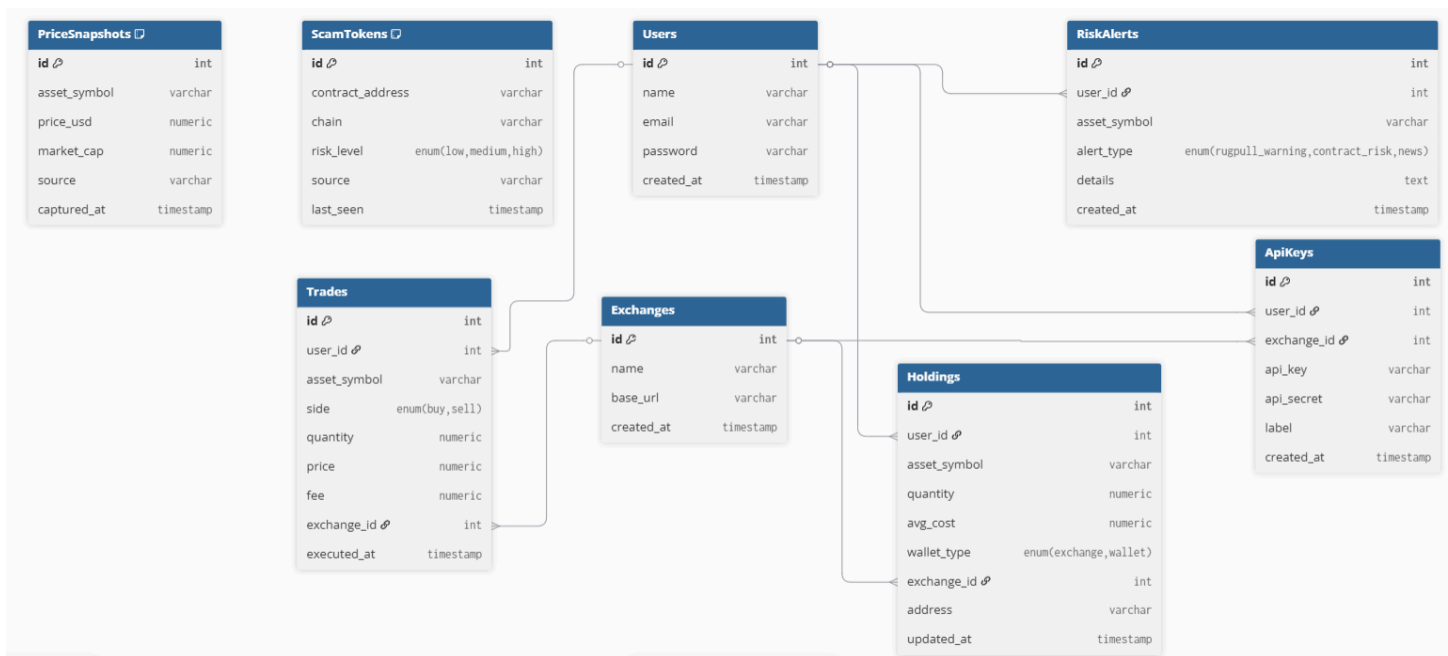 PriceSnapshots
id int
asset_symbol varchar
price_usd numeric
market_cap numeric
source varchar
captured_at timestamp
ScamTokens
id int
contract_address varchar
chain varchar
risk_level enum(low,medium,high)
source varchar
last_seen timestamp
Users
id int
name varchar
email varchar
password varchar
created_at timestamp
RiskAlerts
id int
user_id int
asset_symbol varchar
alert_type enum(rugpull_warning,contract_risk,news)
details text
created_at timestamp
Trades
id int
user_id int
asset_symbol varchar
side enum(buy,sell)
quantity numeric
price numeric
fee numeric
exchange_id int
executed_at timestamp
Exchanges
id int
name varchar
base_url varchar
created_at timestamp
Holdings
id int
user_id int
asset_symbol varchar
quantity numeric
avg_cost numeric
wallet_type enum(exchange,wallet)
exchange_id int
address varchar
updated_at timestamp
ApiKeys
id int
user_id int
exchange_id int
api_key varchar
api_secret varchar
label varchar
created_at timestamp